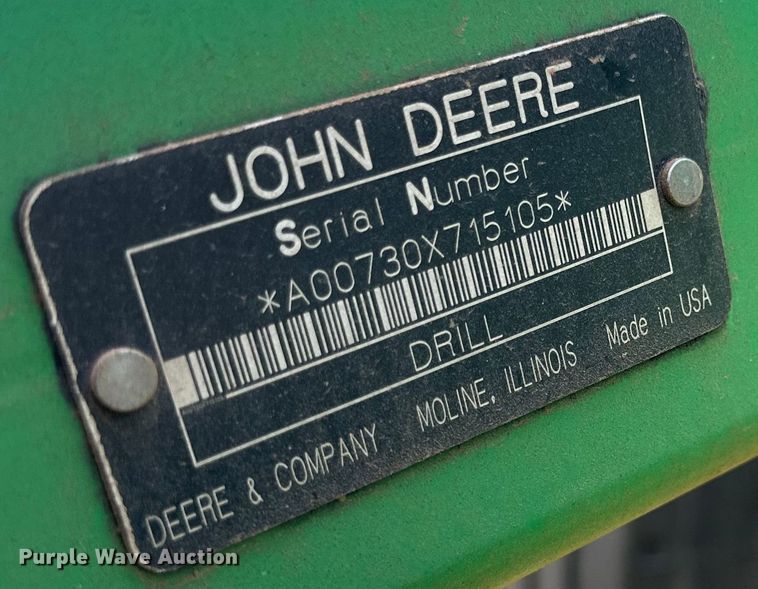 JOHN DEERE
Serial Number
*A00730X715105*
DRILL
DEERE & COMPANY MOLINE, ILLINOIS Made in USA
Purple Wave Auction